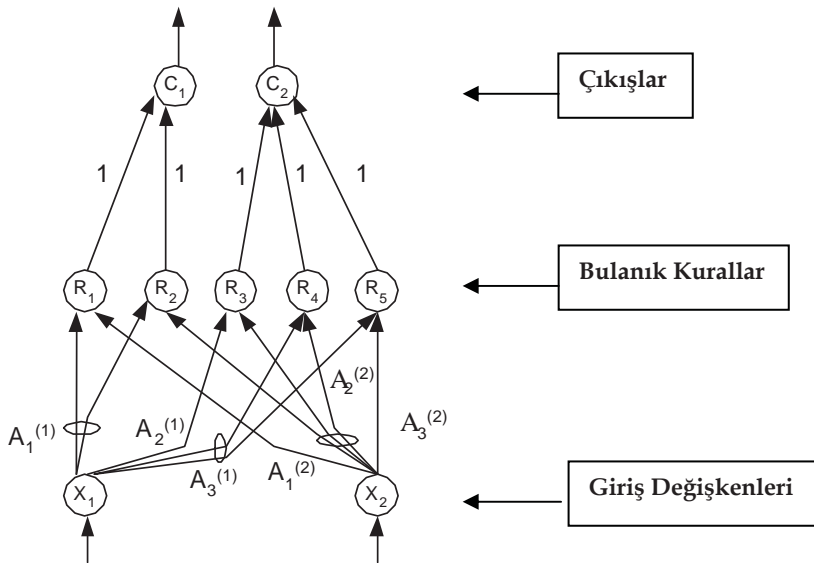 C₁ C₂ Çıkışlar
1 1 1 1 1
R₁ R₂ R₃ R₄ R₅ Bulanık Kurallar
A₂⁽²⁾
A₁⁽¹⁾ A₂⁽¹⁾ A₃⁽²⁾
A₃⁽¹⁾ A₁⁽²⁾
X₁ X₂ Giriş Değişkenleri